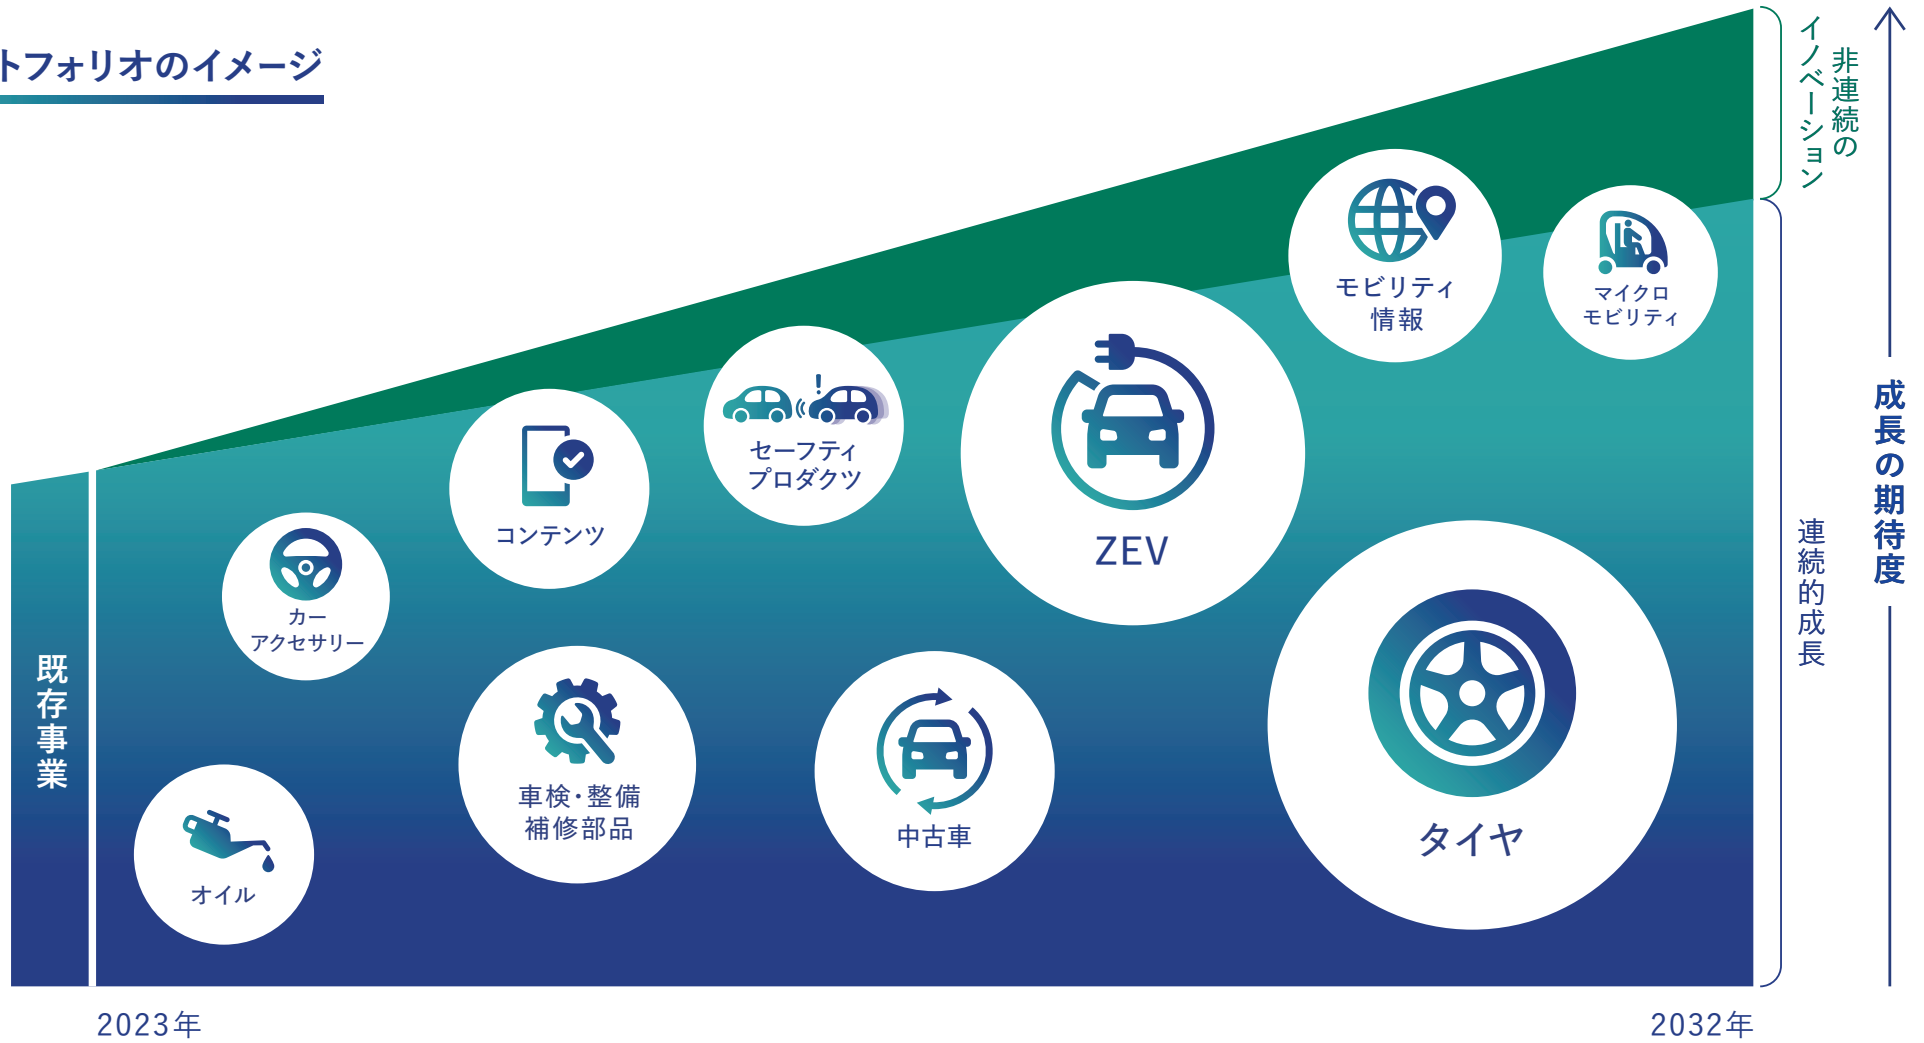 トフォリオのイメージ
非連続の
イノベーション
モビリティ
情報
マイクロ
モビリティ
セーフティ
プロダクツ
コンテンツ
ZEV
成長の期待度
連続的成長
カー
アクセサリー
既存事業
車検・整備
補修部品
中古車
タイヤ
オイル
2023年
2032年